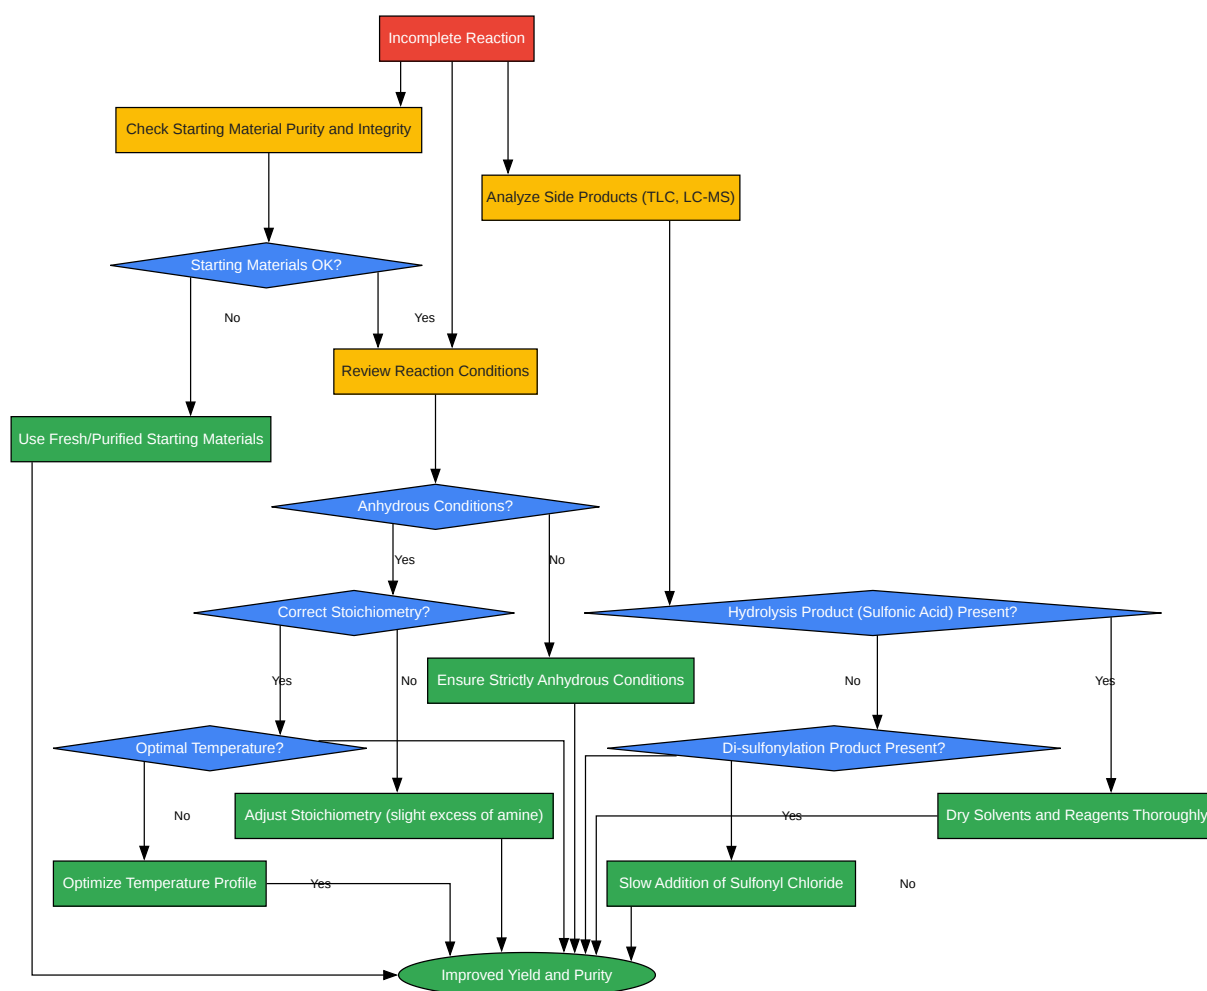 Incomplete Reaction
Check Starting Material Purity and Integrity
Analyze Side Products (TLC, LC-MS)
Starting Materials OK?
No
Yes
Review Reaction Conditions
Use Fresh/Purified Starting Materials
Anhydrous Conditions?
Yes
No
Correct Stoichiometry?
Hydrolysis Product (Sulfonic Acid) Present?
Yes
No
Ensure Strictly Anhydrous Conditions
No
Yes
Optimal Temperature?
Di-sulfonylation Product Present?
No
Adjust Stoichiometry (slight excess of amine)
Yes
Dry Solvents and Reagents Thoroughly
Optimize Temperature Profile
Yes
Slow Addition of Sulfonyl Chloride
No
Improved Yield and Purity